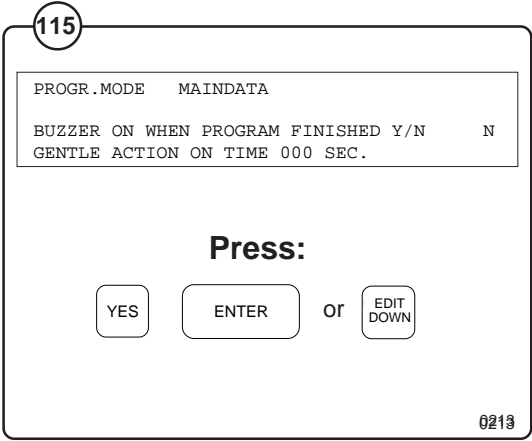 115
PROGR.MODE MAINDATA
BUZZER ON WHEN PROGRAM FINISHED Y/N N
GENTLE ACTION ON TIME 000 SEC.
Press:
YES ENTER or EDIT DOWN
0213